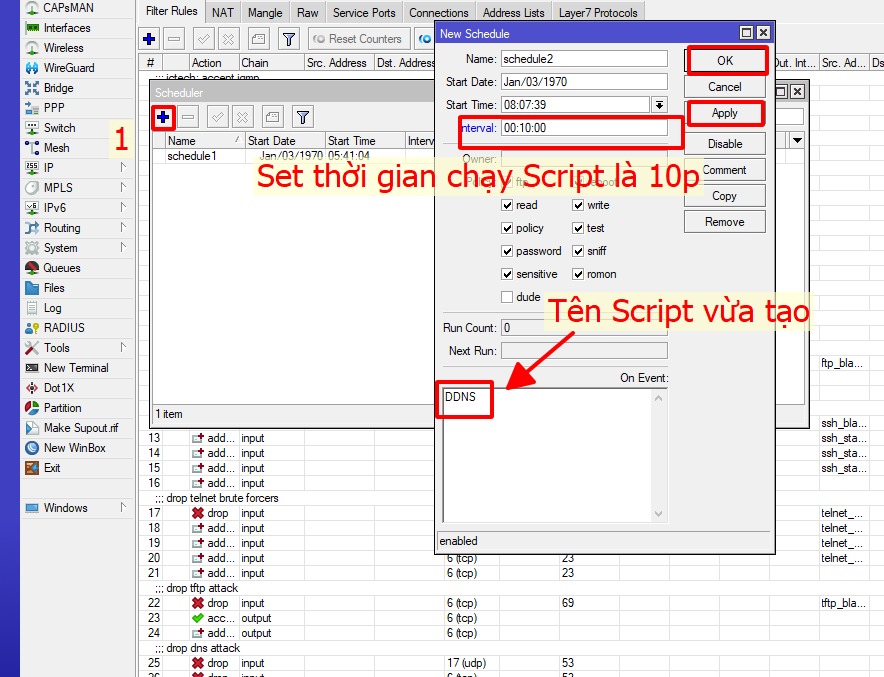 CAPsMAN
Interfaces
Wireless
WireGuard
Bridge
PPP
Switch
Mesh
IP
MPLS
IPv6
Routing
System
Queues
Files
Log
RADIUS
Tools
New Terminal
Dot1X
Partition
Make Supout.rif
New WinBox
Exit
Windows
1
Filter Rules NAT Mangle Raw Service Ports Connections Address Lists Layer7 Protocols
Reset Counters
# Action Chain Src. Address Dst. Address Out. Int... Src. Ad... Ds
;;; ictech: accept icmp
Scheduler
Name Start Date Start Time Interv
schedule1 Jan/03/1970 05:41:04
1 item
New Schedule
Name: schedule2
Start Date: Jan/03/1970
Start Time: 08:07:39
Interval: 00:10:00
Owner:
Set thời gian chạy Script là 10p
read write
policy test
password sniff
sensitive romon
dude
Tên Script vừa tạo
Run Count: 0
Next Run:
On Event:
DDNS
enabled
OK
Cancel
Apply
Disable
Comment
Copy
Remove
ftp_bla...
13 add... input ssh_bla...
14 add... input ssh_sta...
15 add... input ssh_sta...
16 add... input ssh_sta...
;;; drop telnet brute forcers
17 drop input telnet_...
18 add... input telnet_...
19 add... input telnet_...
20 add... input 6 (tcp) 23 telnet_...
21 add... input 6 (tcp) 23
;;; drop tftp attack
22 drop input 6 (tcp) 69 tftp_bla...
23 acc... output 6 (tcp)
24 add... output 6 (tcp)
;;; drop dns attack
25 drop input 17 (udp) 53